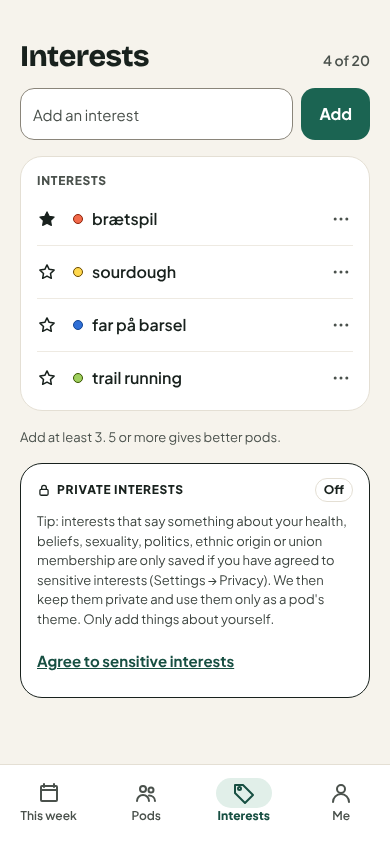 Interests
4 of 20
Add an interest
Add
INTERESTS
brætspil
sourdough
far på barsel
trail running
Add at least 3. 5 or more gives better pods.
PRIVATE INTERESTS
Off
Tip: interests that say something about your health,
beliefs, sexuality, politics, ethnic origin or union
membership are only saved if you have agreed to
sensitive interests (Settings → Privacy). We then
keep them private and use them only as a pod's
theme. Only add things about yourself.
Agree to sensitive interests
This week
Pods
Interests
Me